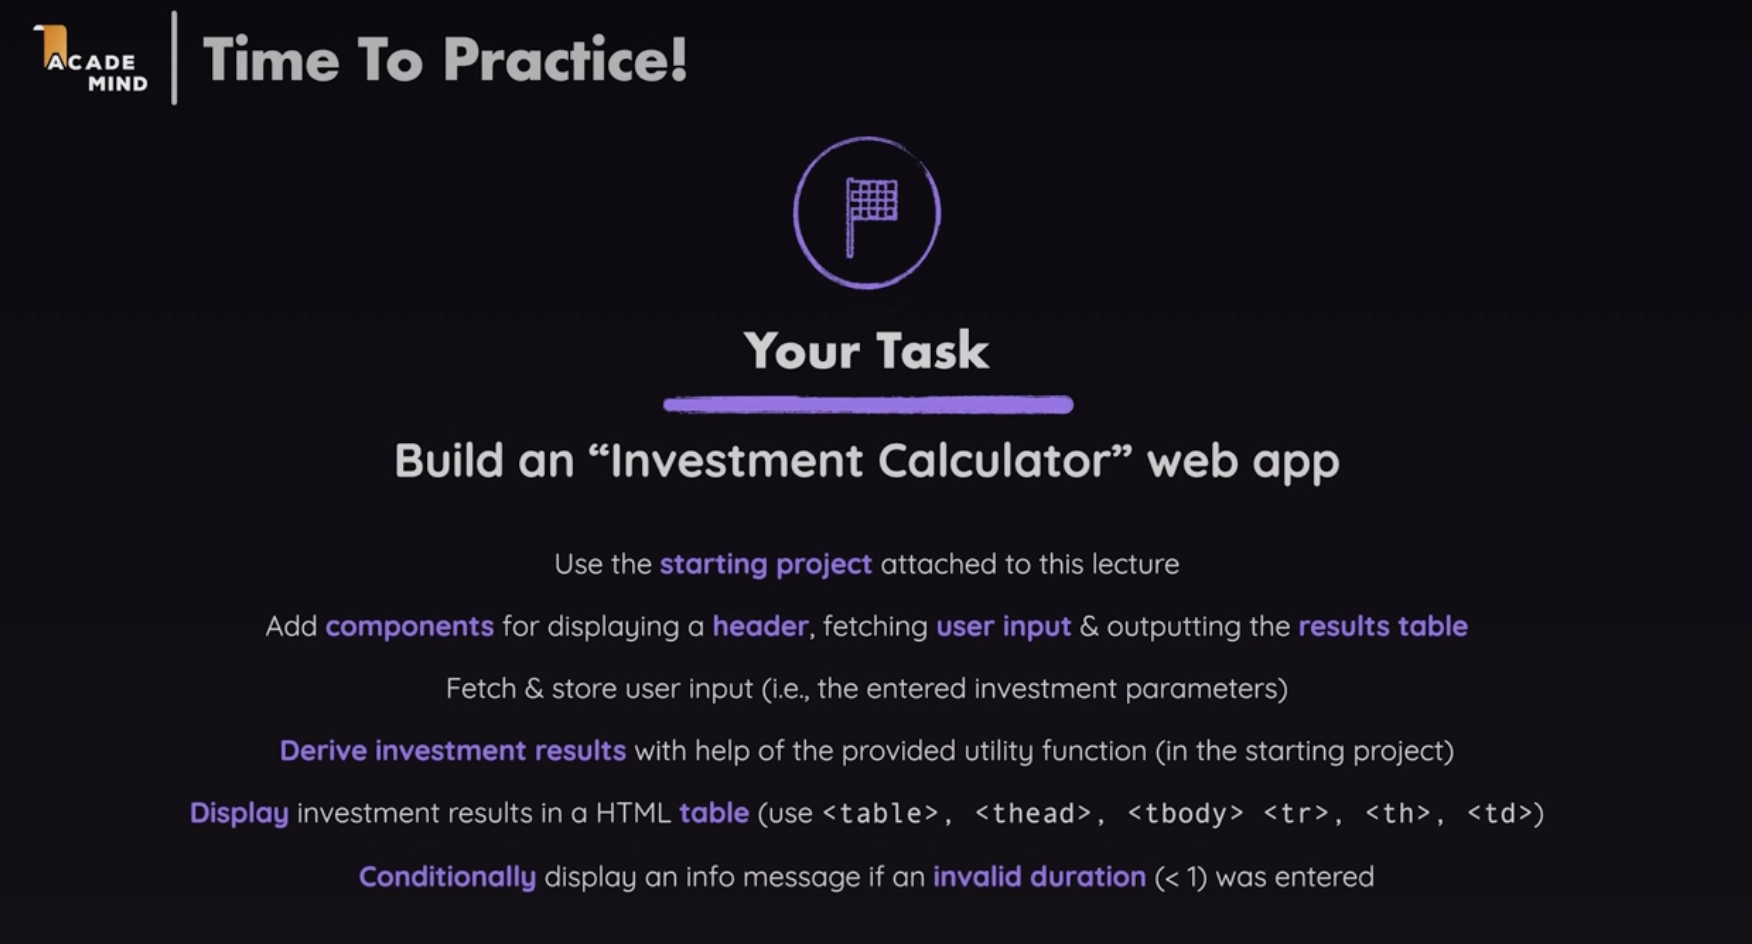 ACADE
MIND
Time To Practice!
Your Task
Build an “Investment Calculator” web app
Use the starting project attached to this lecture
Add components for displaying a header, fetching user input & outputting the results table
Fetch & store user input (i.e., the entered investment parameters)
Derive investment results with help of the provided utility function (in the starting project)
Display investment results in a HTML table (use <table>, <thead>, <tbody> <tr>, <th>, <td>)
Conditionally display an info message if an invalid duration (< 1) was entered